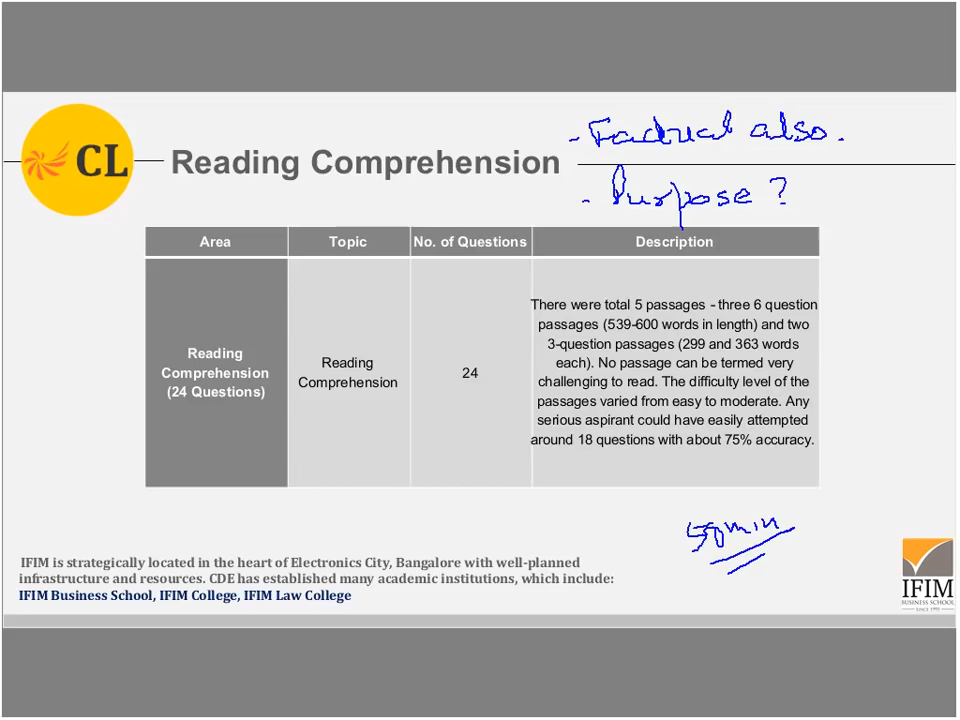 - Factual also.
CL
Reading Comprehension
- Purpose ?
Area
Topic
No. of Questions
Description
Reading
Comprehension
(24 Questions)
Reading
Comprehension
24
There were total 5 passages - three 6 question
passages (539-600 words in length) and two
3-question passages (299 and 363 words
each). No passage can be termed very
challenging to read. The difficulty level of the
passages varied from easy to moderate. Any
serious aspirant could have easily attempted
around 18 questions with about 75% accuracy.
50 min
IFIM is strategically located in the heart of Electronics City, Bangalore with well-planned
infrastructure and resources. CDE has established many academic institutions, which include:
IFIM Business School, IFIM College, IFIM Law College
IFIM
BUSINESS SCHOOL
SINCE 1995